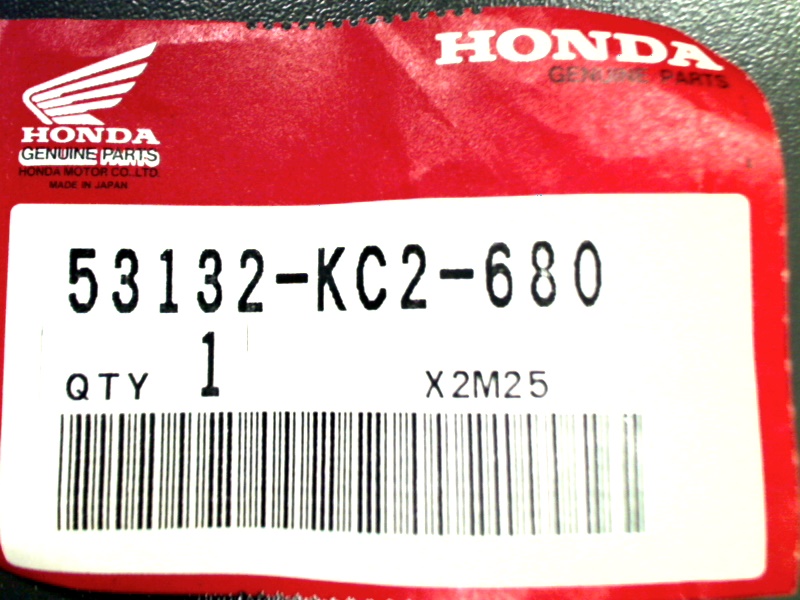 HONDA
GENUINE PARTS
HONDA
GENUINE PARTS
HONDA MOTOR CO.,LTD.
MADE IN JAPAN
53132-KC2-680
QTY 1 X2M25